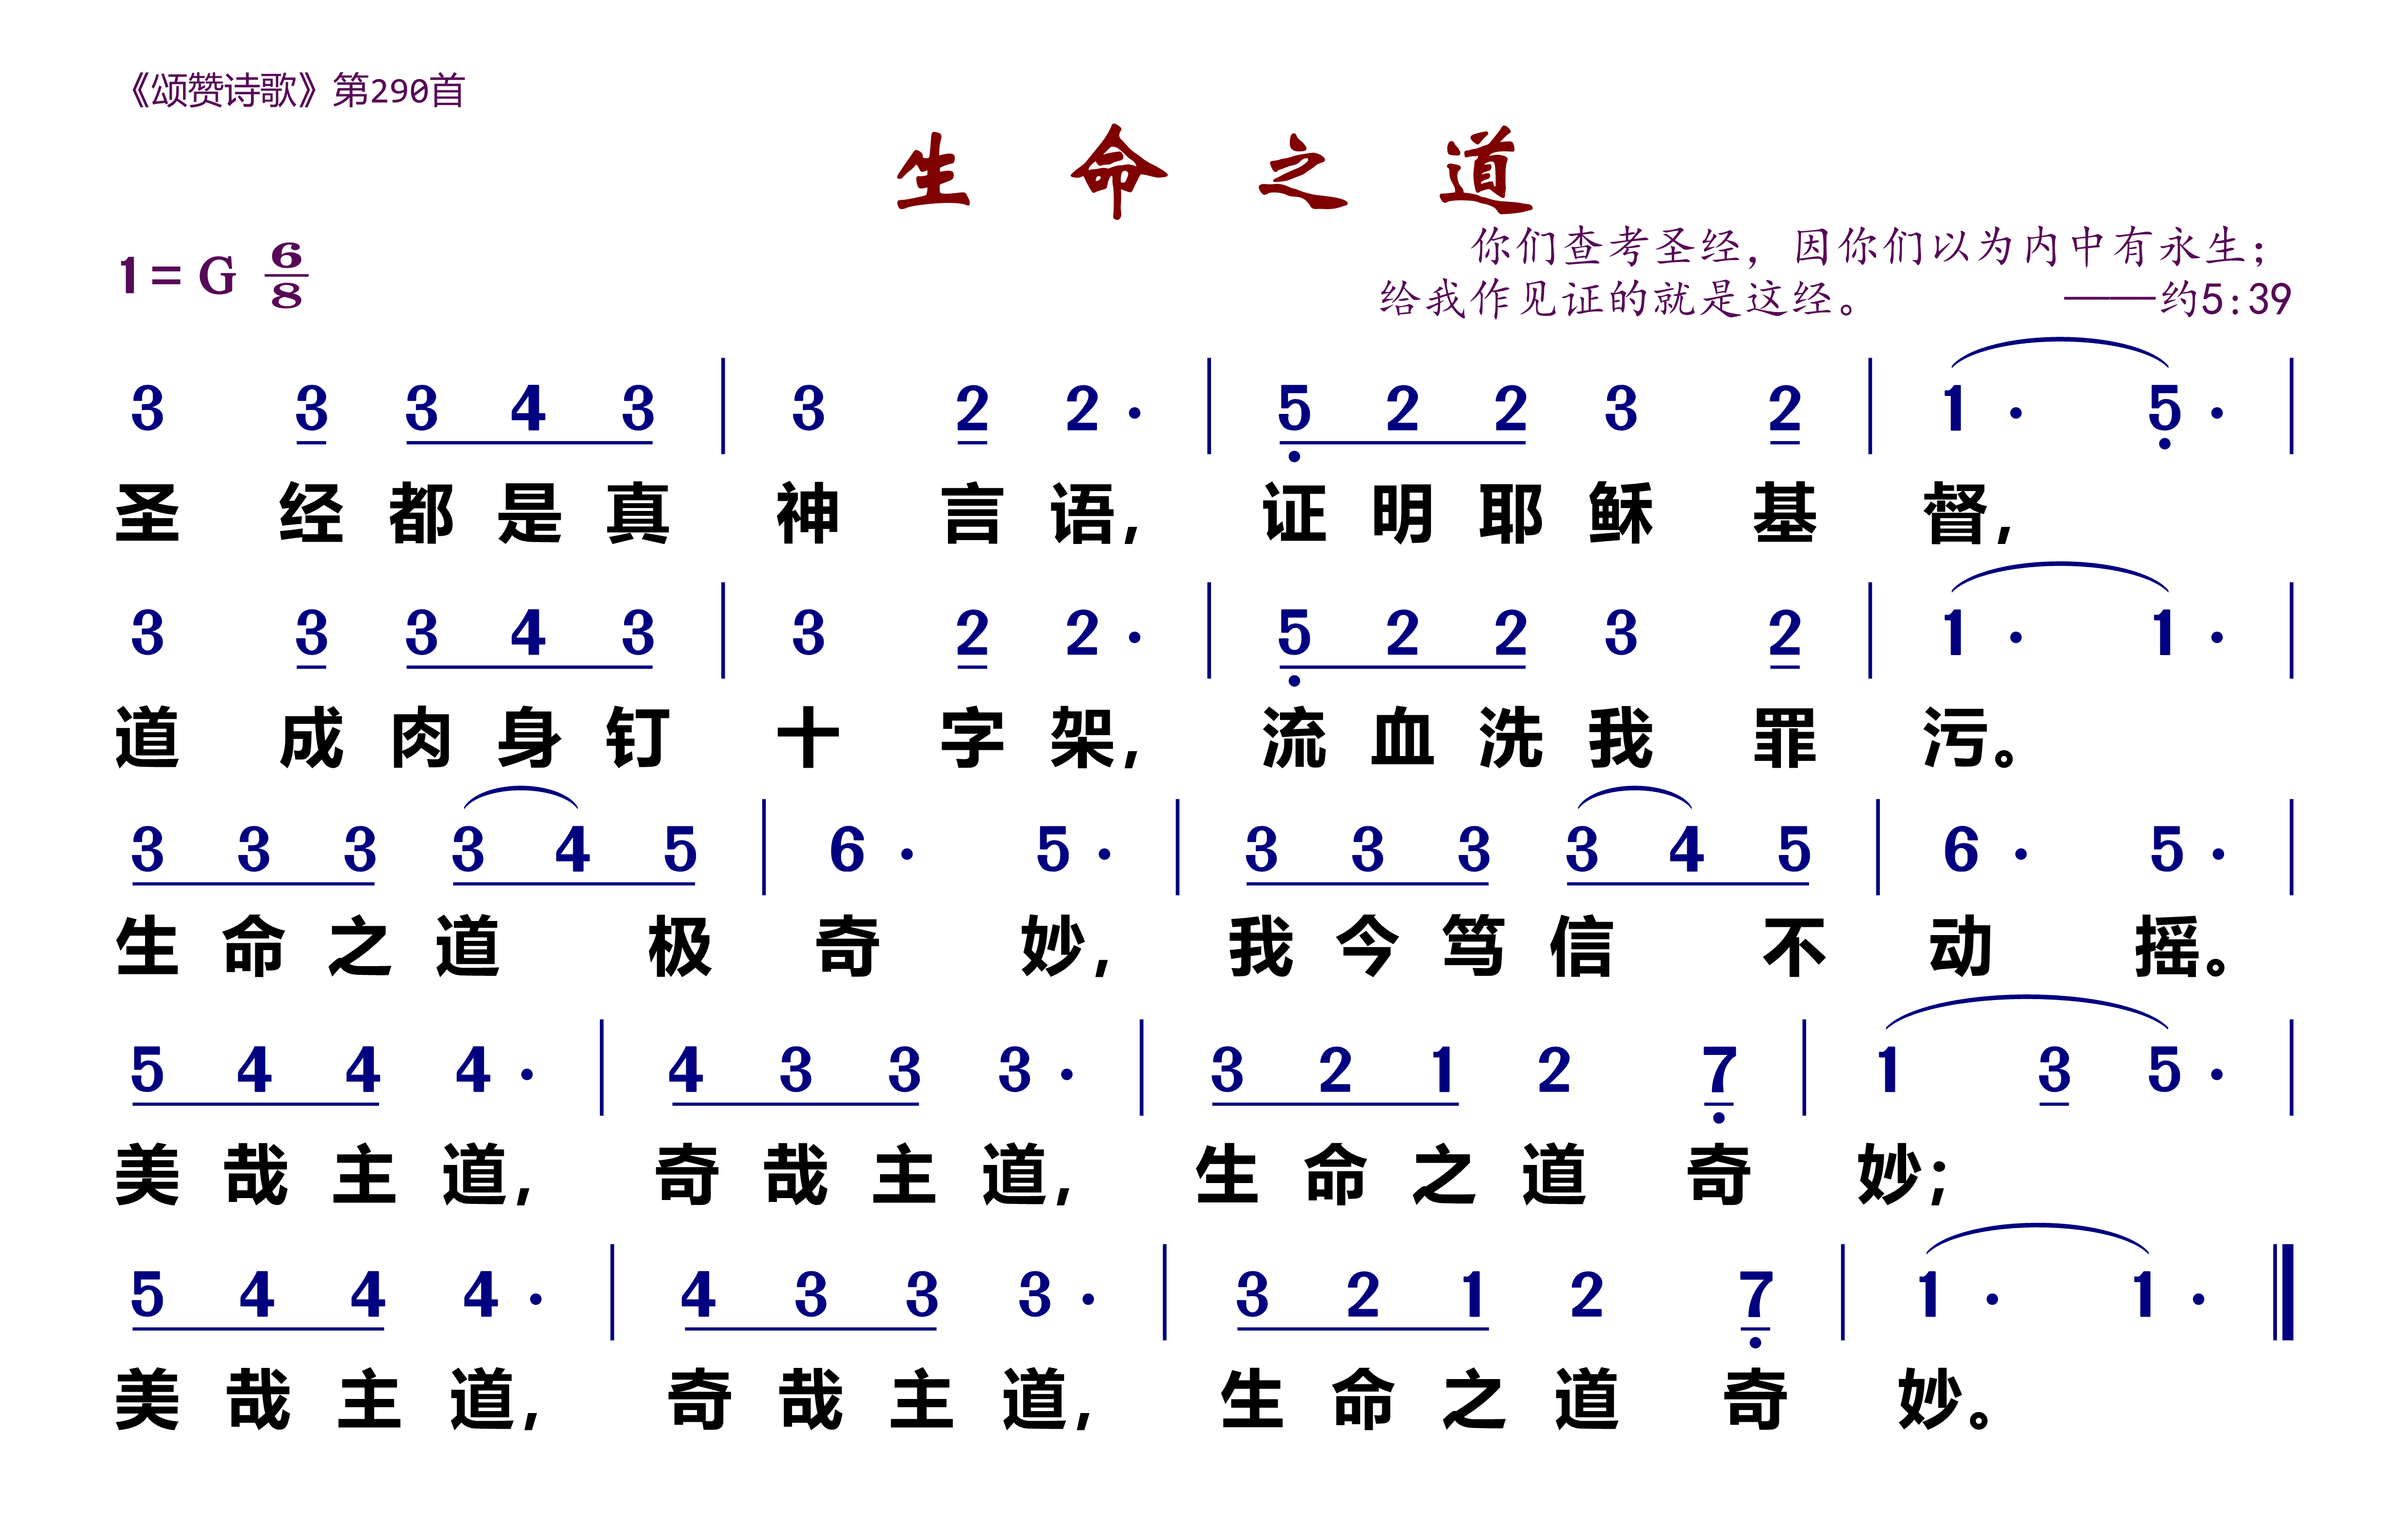 《颂赞诗歌》第290首
生 命 之 道
你们查考圣经，因你们以为内中有永生；
1= G 6/8
给我作见证的就是这经。 ——约5:39
3 3 3 4 3 | 3 2 2 · | 5̣ 2 2 3 2 | 1 · 5̣ · |
圣 经 都 是 真 神 言 语， 证 明 耶 稣 基 督，
3 3 3 4 3 | 3 2 2 · | 5̣ 2 2 3 2 | 1 · 1 · |
道 成 肉 身 钉 十 字 架， 流 血 洗 我 罪 污。
3 3 3 3 4 5 | 6 · 5 · | 3 3 3 3 4 5 | 6 · 5 · |
生 命 之 道 极 奇 妙， 我 今 笃 信 不 动 摇。
5 4 4 4 · | 4 3 3 3 · | 3 2 1 2 7̣ | 1 3 5 · |
美 哉 主 道， 奇 哉 主 道， 生 命 之 道 奇 妙；
5 4 4 4 · | 4 3 3 3 · | 3 2 1 2 7̣ | 1 · 1 · ‖
美 哉 主 道， 奇 哉 主 道， 生 命 之 道 奇 妙。